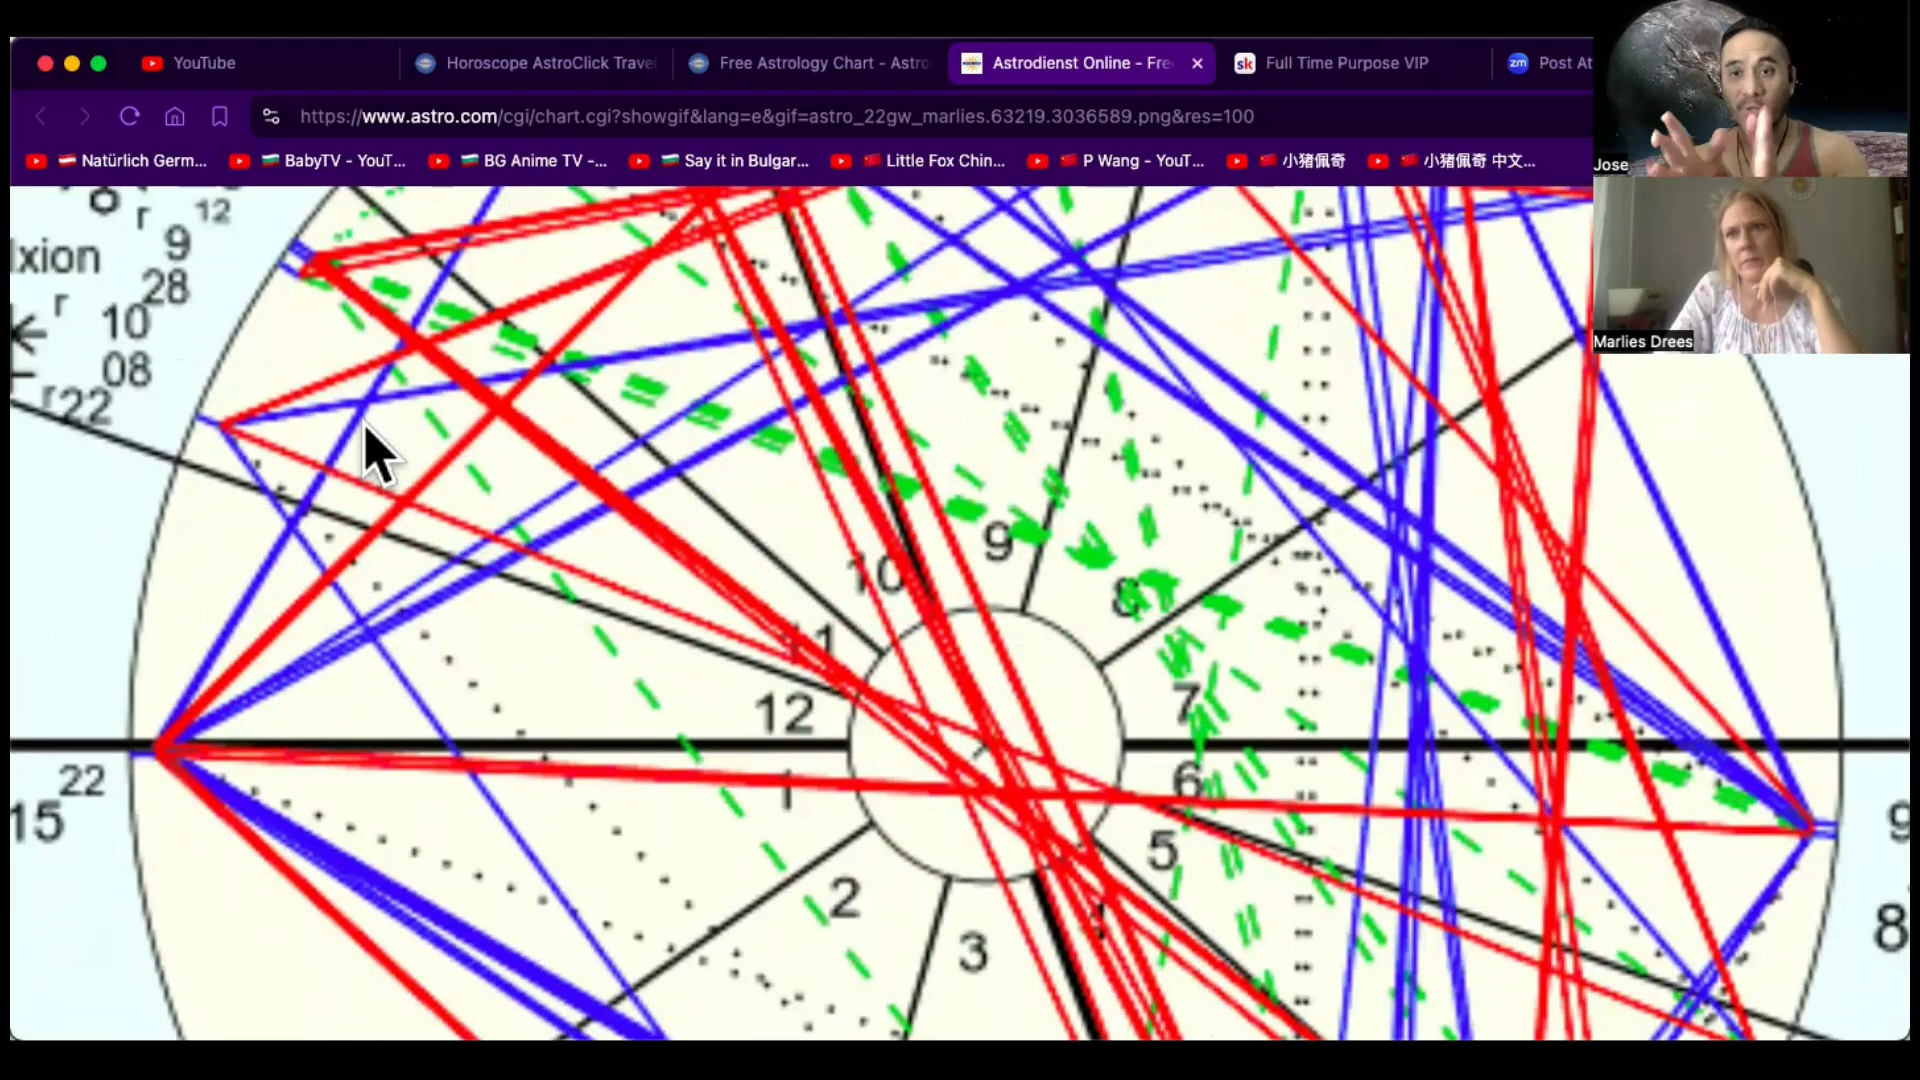 YouTube
Horoscope AstroClick Travel
Free Astrology Chart - Astro
Astrodienst Online - Fre
Full Time Purpose VIP
zm Post At
https://www.astro.com/cgi/chart.cgi?showgif&lang=e&gif=astro_22gw_marlies.63219.3036589.png&res=100
Natürlich Germ...
BabyTV - YouT...
BG Anime TV -...
Say it in Bulgar...
Little Fox Chin...
P Wang - YouT...
小猪佩奇
小猪佩奇 中文...
Jose
Marlies Drees
r 12
Ixion 9
28
r 10
08
r 22
9
10
8
11
7
12
22
1
6
15
9
5
2
8
4
3